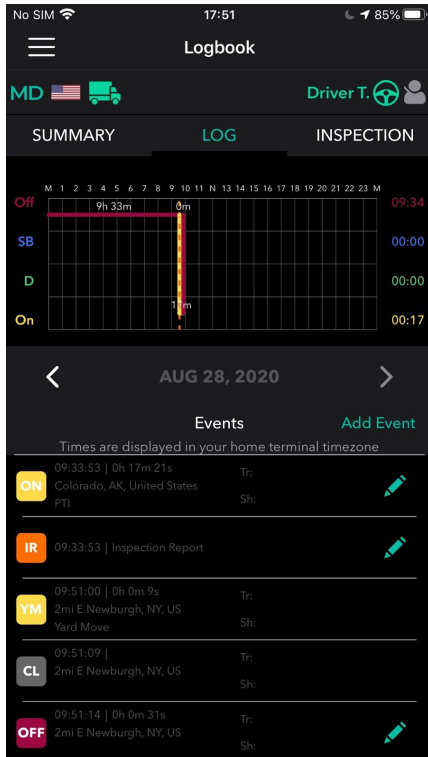 No SIM 17:51 85%
Logbook
MD Driver T.
SUMMARY LOG INSPECTION
M 1 2 3 4 5 6 7 8 9 10 11 N 13 14 15 16 17 18 19 20 21 22 23 M
Off 9h 33m 0m 09:34
SB 00:00
D 00:00
On 17m 00:17
AUG 28, 2020
Events Add Event
Times are displayed in your home terminal timezone
09:33:53 | 0h 17m 21s Tr:
ON Colorado, AK, United States
PTI Sh:
IR 09:33:53 | Inspection Report
09:51:00 | 0h 0m 9s Tr:
YM 2mi E Newburgh, NY, US
Yard Move Sh:
09:51:09 | Tr:
CL 2mi E Newburgh, NY, US
Sh:
09:51:14 | 0h 0m 31s Tr:
OFF 2mi E Newburgh, NY, US
Sh: